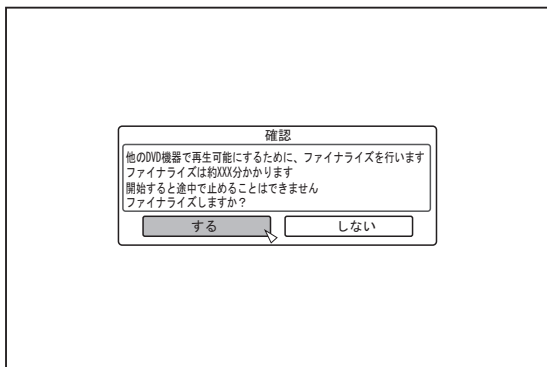 確認
他のDVD機器で再生可能にするために、ファイナライズを行います
ファイナライズは約XXX分かかります
開始すると途中で止めることはできません
ファイナライズしますか？
する
しない